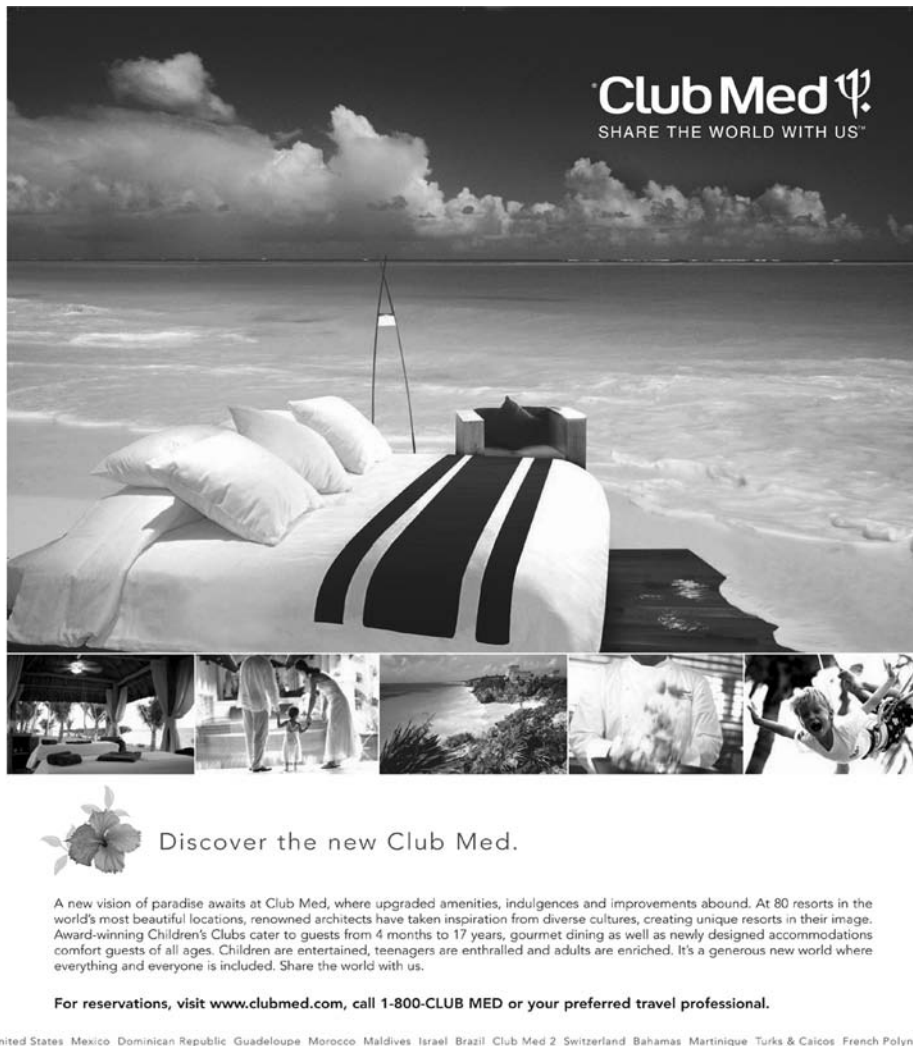 Club Med
SHARE THE WORLD WITH US™
Discover the new Club Med.
A new vision of paradise awaits at Club Med, where upgraded amenities, indulgences and improvements abound. At 80 resorts in the
world's most beautiful locations, renowned architects have taken inspiration from diverse cultures, creating unique resorts in their image.
Award-winning Children's Clubs cater to guests from 4 months to 17 years, gourmet dining as well as newly designed accommodations
comfort guests of all ages. Children are entertained, teenagers are enthralled and adults are enriched. It's a generous new world where
everything and everyone is included. Share the world with us.
For reservations, visit www.clubmed.com, call 1-800-CLUB MED or your preferred travel professional.
nited States Mexico Dominican Republic Guadeloupe Morocco Maldives Israel Brazil Club Med 2 Switzerland Bahamas Martinique Turks & Caicos French Polyn